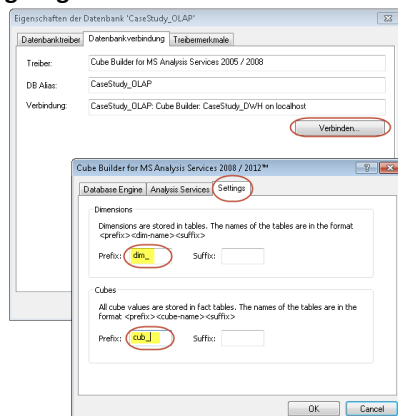 Eigenschaften der Datenbank 'CaseStudy_OLAP'
Datenbanktreiber Datenbankverbindung Treibermerkmale
Treiber: Cube Builder for MS Analysis Services 2005 / 2008
DB Alias: CaseStudy_OLAP
Verbindung: CaseStudy_OLAP: Cube Builder: CaseStudy_DWH on localhost
Verbinden...
Cube Builder for MS Analysis Services 2008 / 2012™
Database Engine Analysis Services Settings
Dimensions
Dimensions are stored in tables. The names of the tables are in the format
<prefix><dim-name><suffix>
Prefix: dim_ Suffix:
Cubes
All cube values are stored in fact tables. The names of the tables are in the
format <prefix><cube-name><suffix>
Prefix: cub_ Suffix:
OK Cancel